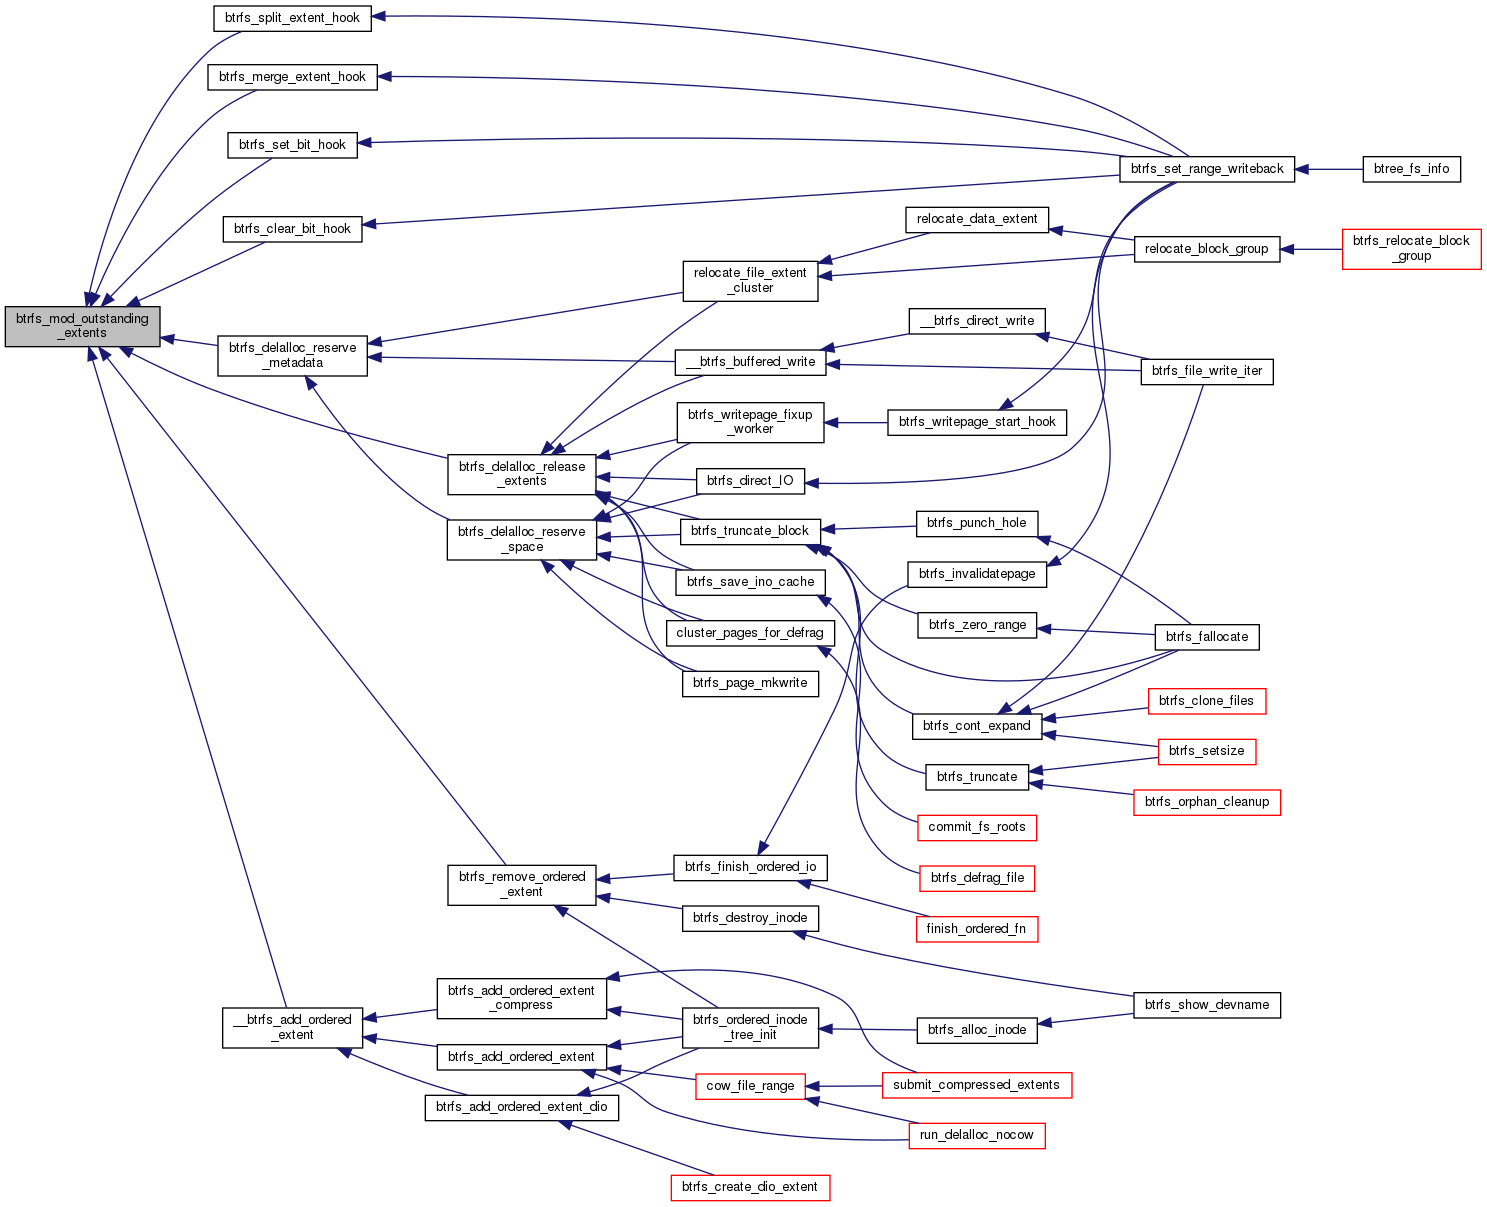 btrfs_split_extent_hook
btrfs_merge_extent_hook
btrfs_set_bit_hook
btrfs_set_range_writeback
btree_fs_info
btrfs_clear_bit_hook
relocate_data_extent
relocate_block_group
btrfs_relocate_block
_group
relocate_file_extent
_cluster
btrfs_mod_outstanding
_extents
__btrfs_direct_write
btrfs_delalloc_reserve
_metadata
__btrfs_buffered_write
btrfs_file_write_iter
btrfs_writepage_fixup
_worker
btrfs_writepage_start_hook
btrfs_delalloc_release
_extents
btrfs_direct_IO
btrfs_delalloc_reserve
_space
btrfs_truncate_block
btrfs_punch_hole
btrfs_invalidatepage
btrfs_save_ino_cache
btrfs_zero_range
cluster_pages_for_defrag
btrfs_fallocate
btrfs_page_mkwrite
btrfs_clone_files
btrfs_cont_expand
btrfs_setsize
btrfs_truncate
btrfs_orphan_cleanup
commit_fs_roots
btrfs_finish_ordered_io
btrfs_defrag_file
btrfs_remove_ordered
_extent
btrfs_destroy_inode
finish_ordered_fn
btrfs_add_ordered_extent
_compress
btrfs_show_devname
__btrfs_add_ordered
_extent
btrfs_ordered_inode
_tree_init
btrfs_alloc_inode
btrfs_add_ordered_extent
cow_file_range
submit_compressed_extents
btrfs_add_ordered_extent_dio
run_delalloc_nocow
btrfs_create_dio_extent